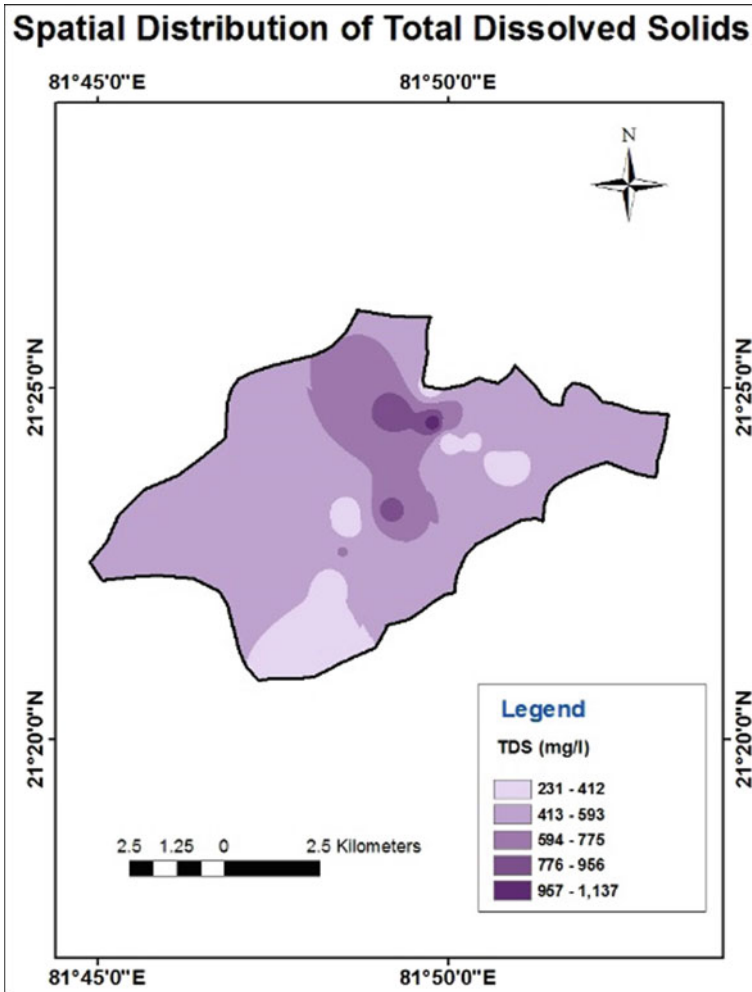 Spatial Distribution of Total Dissolved Solids
81°45'0"E 81°50'0"E
N
21°25'0"N 21°25'0"N
21°20'0"N 21°20'0"N
Legend
TDS (mg/l)
231 - 412
413 - 593
594 - 775
776 - 956
957 - 1,137
2.5 1.25 0 2.5 Kilometers
81°45'0"E 81°50'0"E